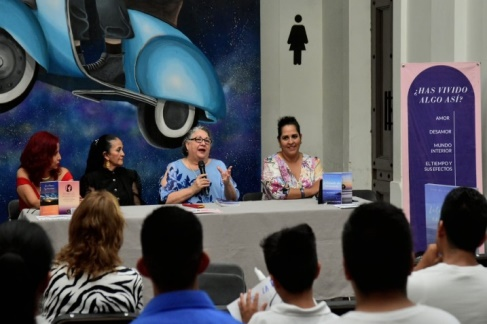 ¿HAS VIVIDO
ALGO ASÍ?
AMOR
DESAMOR
MUNDO
INTERIOR
EL TIEMPO Y
SUS EFECTOS